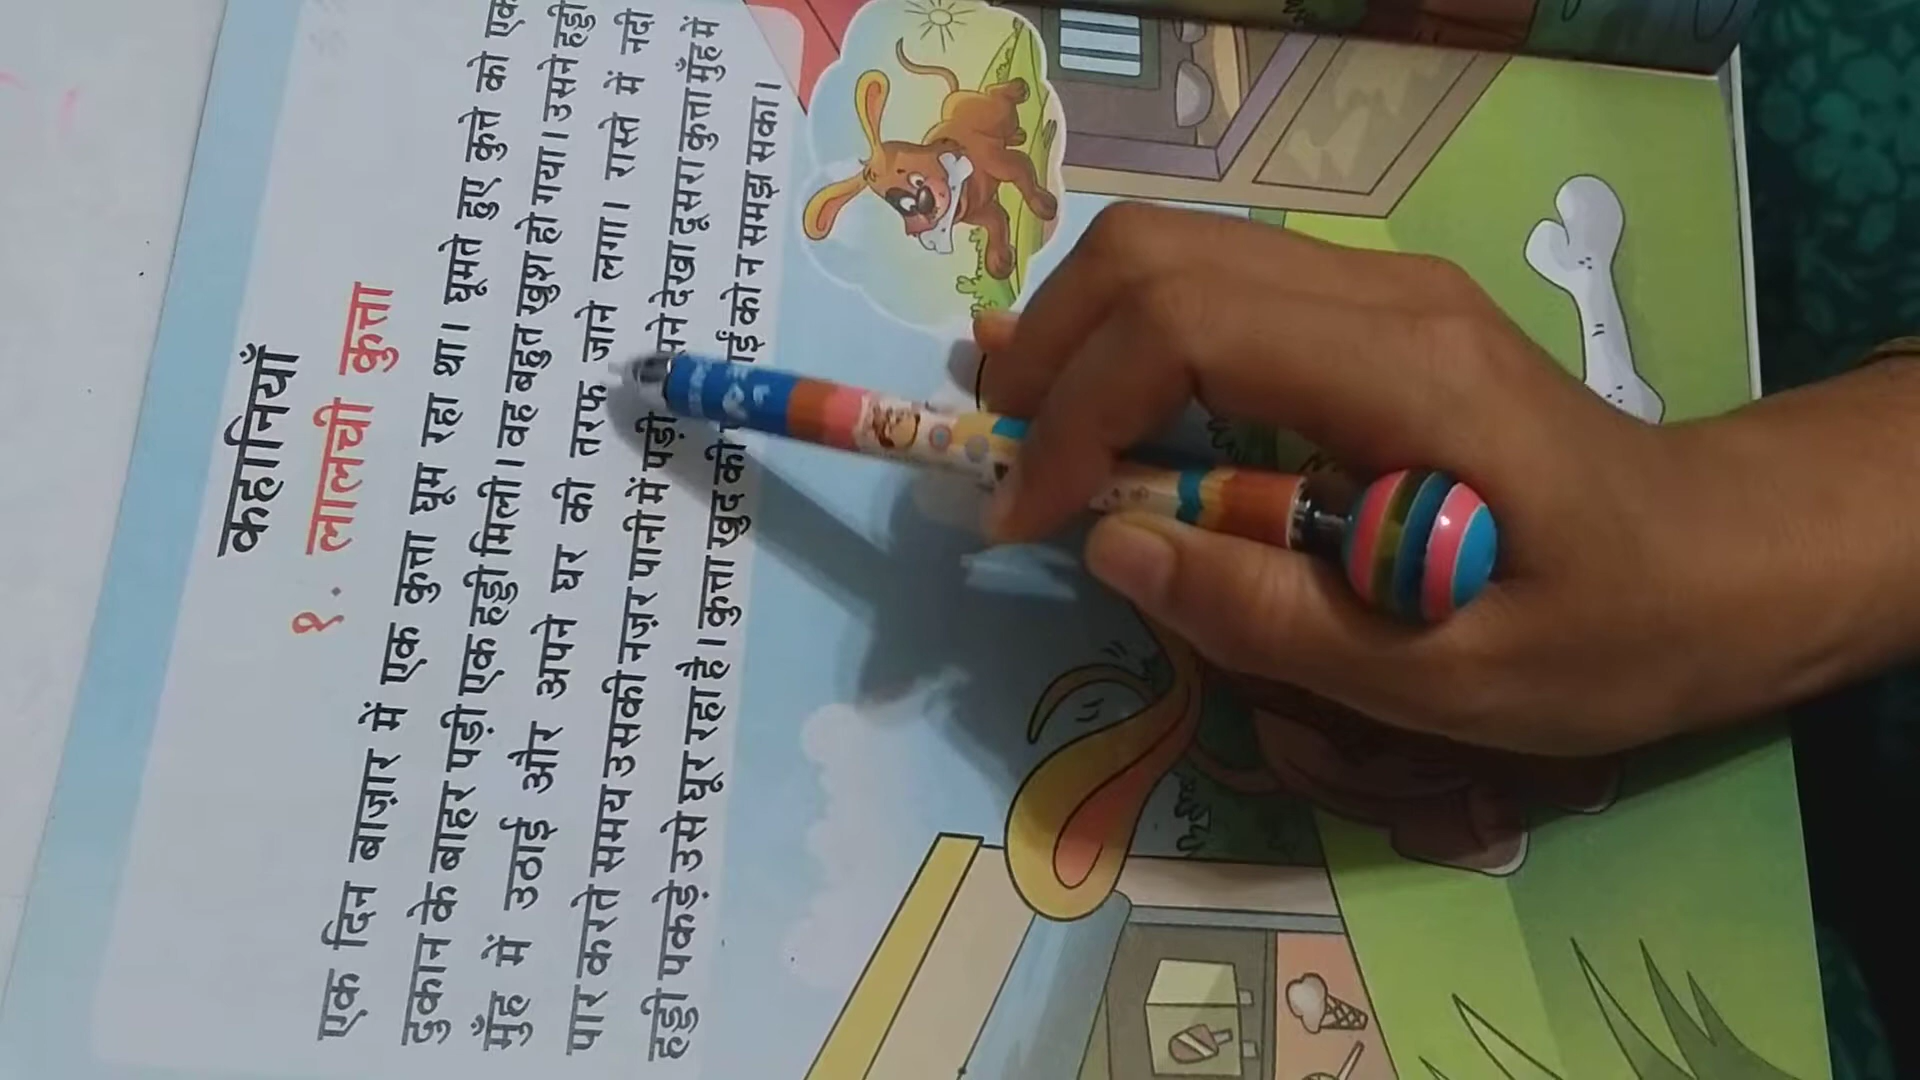 कहानियाँ
१. लालची कुत्ता
एक दिन बाज़ार में एक कुत्ता घूम रहा था। घूमते हुए कुत्ते को एक
दुकान के बाहर पड़ी एक हड्डी मिली। वह बहुत खुश हो गया। उसने हड्डी
मुँह में उठाई और अपने घर की तरफ जाने लगा। रास्ते में नदी
पार करते समय उसकी नज़र पानी में पड़ी देखा दूसरा कुत्ता मुँह में
हड्डी पकड़े उसे घूर रहा है। कुत्ता खुद की को न समझ सका।